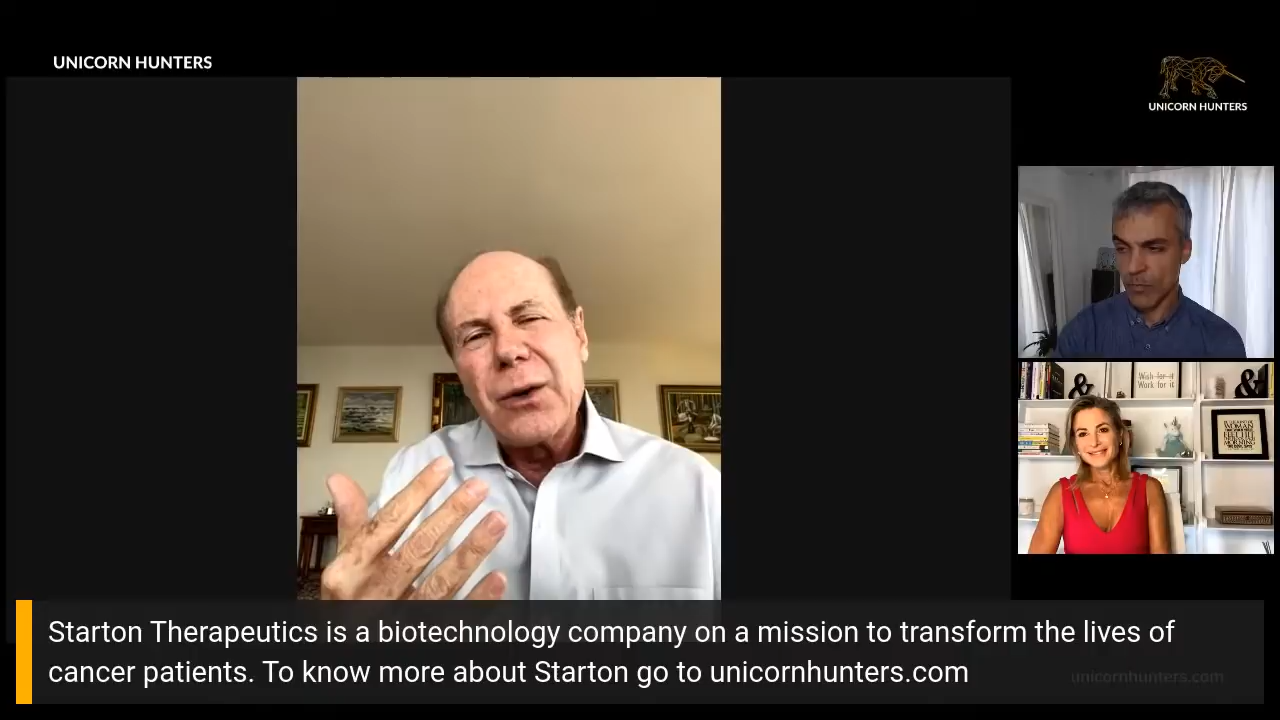 UNICORN HUNTERS
UNICORN HUNTERS
Wish for it
Work for it
&
&
MORNING
Starton Therapeutics is a biotechnology company on a mission to transform the lives of
cancer patients. To know more about Starton go to unicornhunters.com
unicornhunters.com